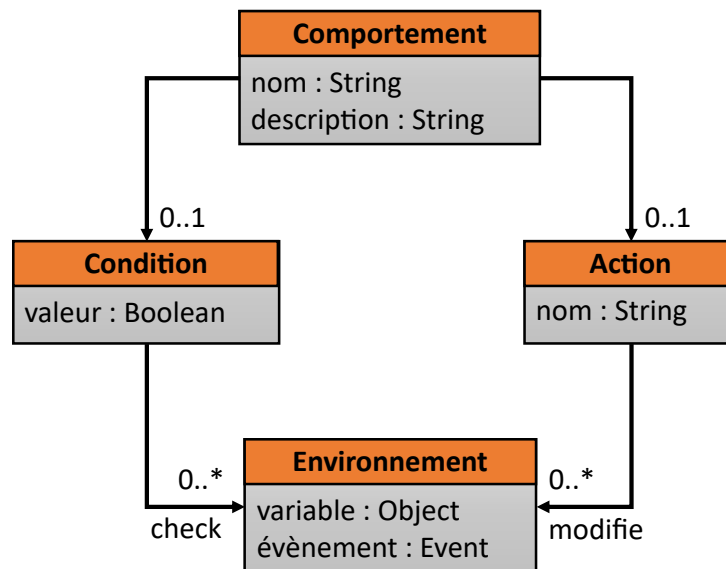 Comportement
nom : String
description : String
0..1
0..1
Condition
valeur : Boolean
Action
nom : String
0..*
check
Environnement
variable : Object
évènement : Event
0..*
modifie